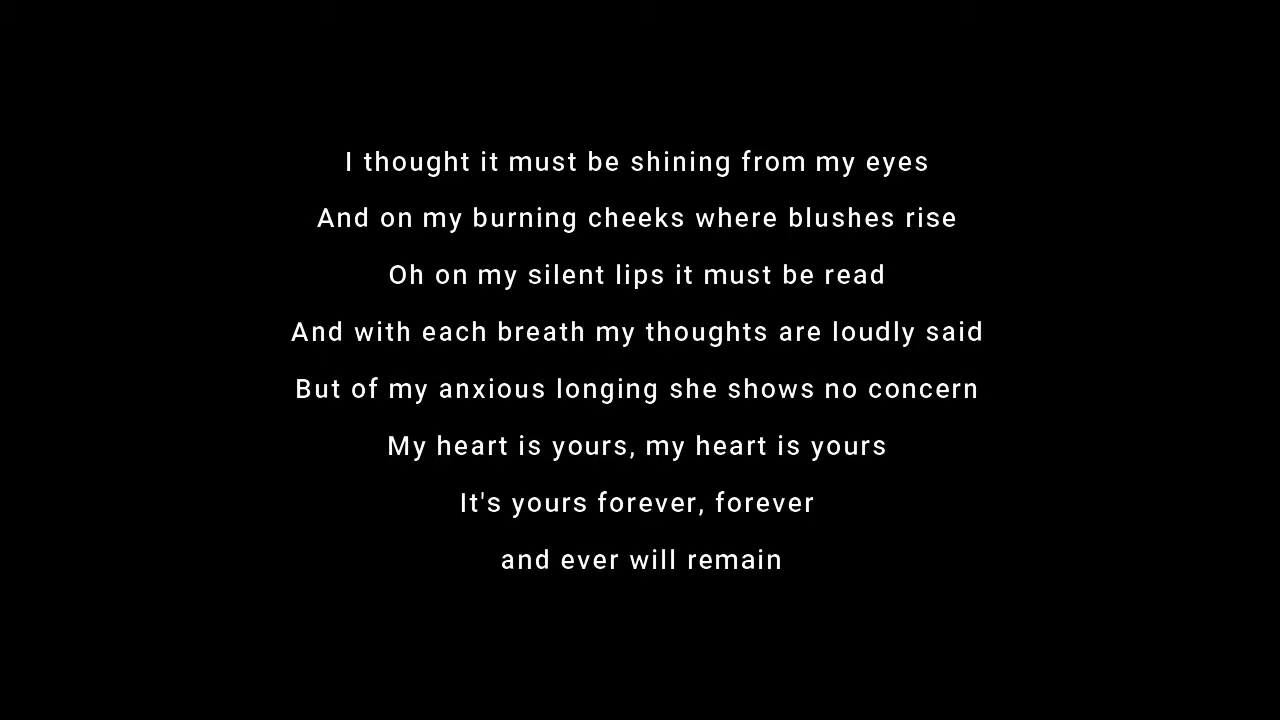 I thought it must be shining from my eyes
And on my burning cheeks where blushes rise
Oh on my silent lips it must be read
And with each breath my thoughts are loudly said
But of my anxious longing she shows no concern
My heart is yours, my heart is yours
It's yours forever, forever
and ever will remain